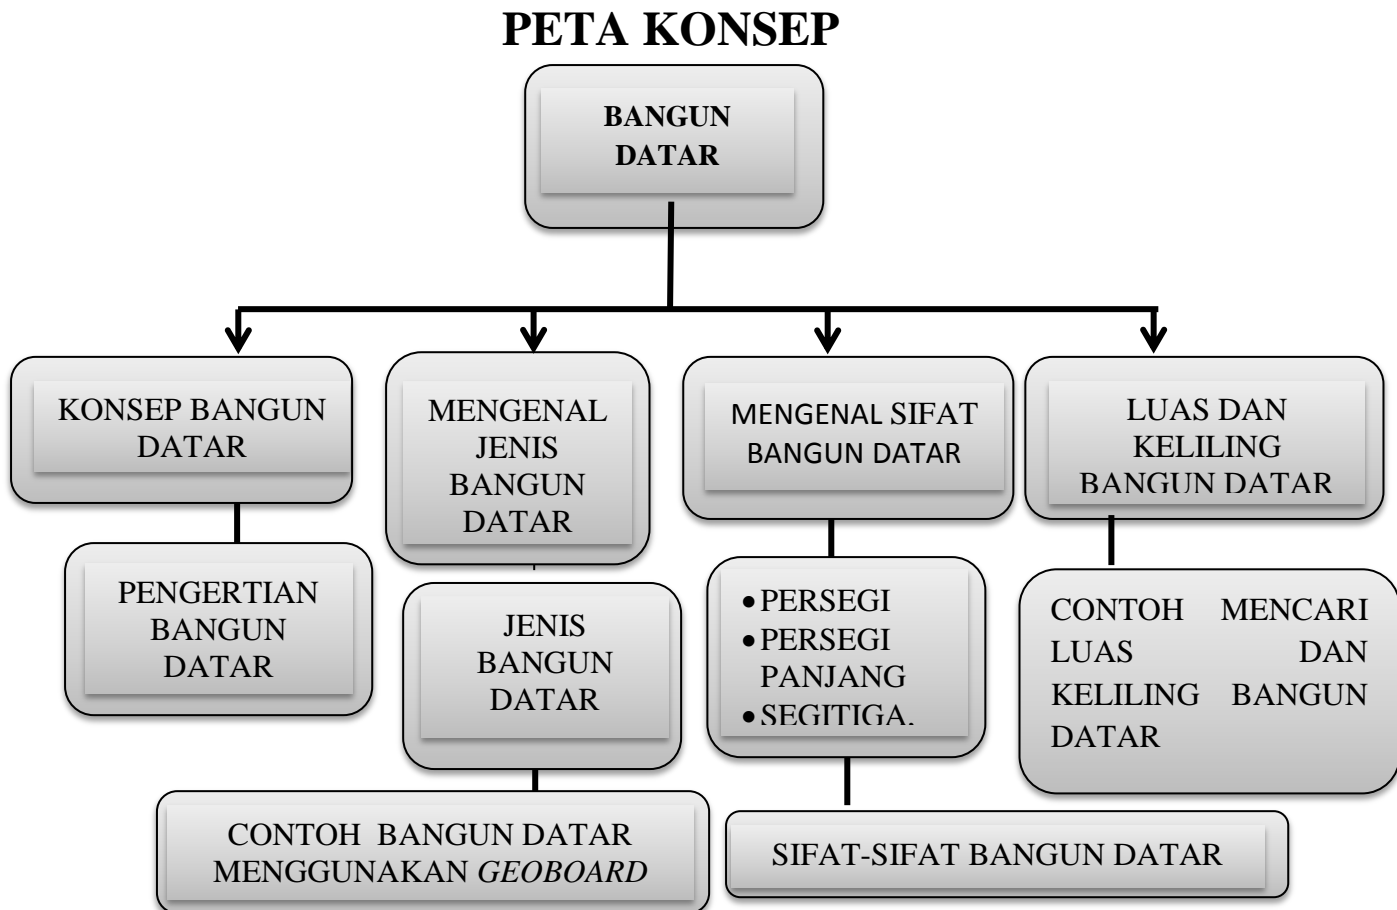 PETA KONSEP
BANGUN
DATAR
KONSEP BANGUN
DATAR
MENGENAL
JENIS
BANGUN
DATAR
MENGENAL SIFAT
BANGUN DATAR
LUAS DAN
KELILING
BANGUN DATAR
PENGERTIAN
BANGUN
DATAR
JENIS
BANGUN
DATAR
• PERSEGI
• PERSEGI
PANJANG
• SEGITIGA.
CONTOH MENCARI
LUAS DAN
KELILING BANGUN
DATAR
CONTOH BANGUN DATAR
MENGGUNAKAN GEOBOARD
SIFAT-SIFAT BANGUN DATAR